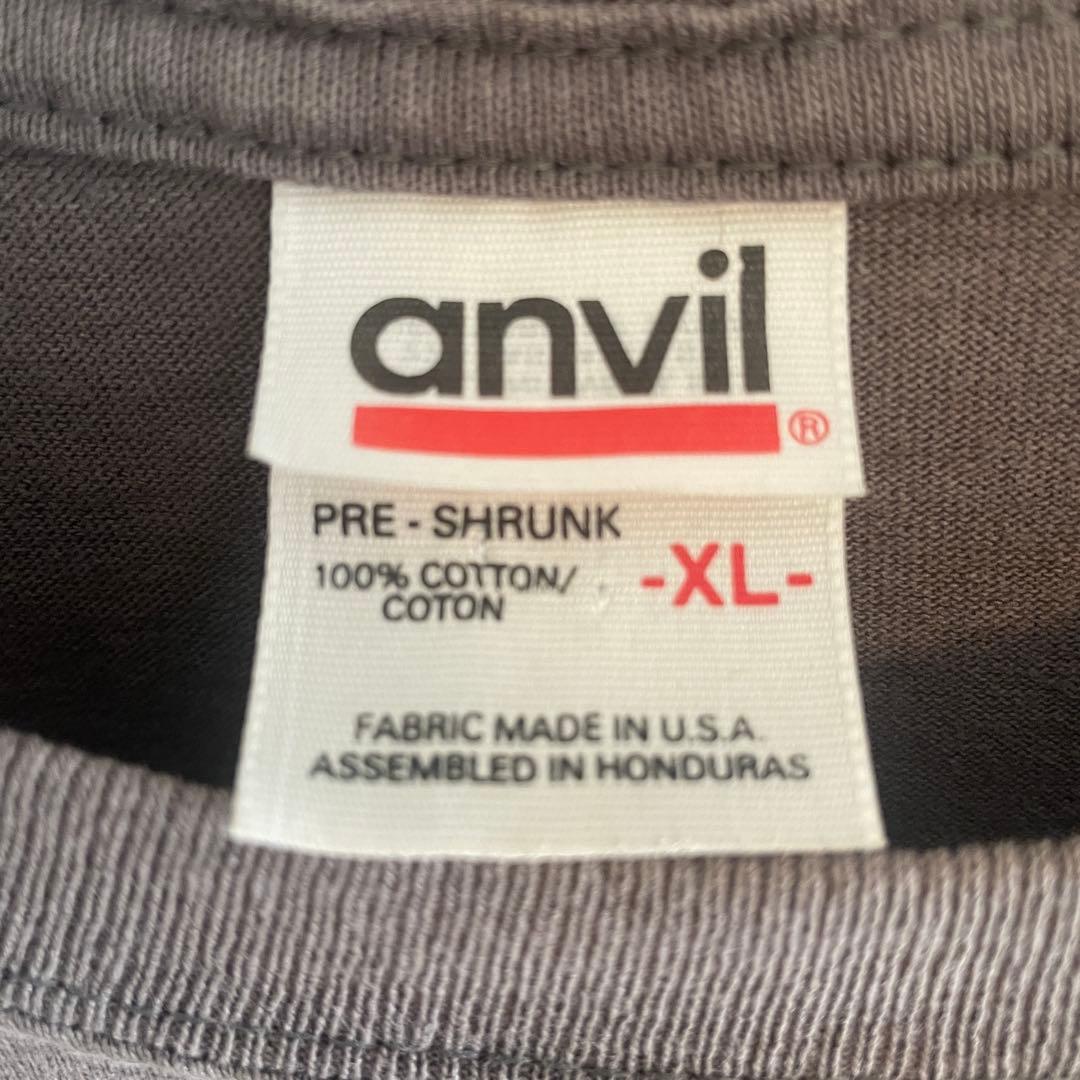 anvil®
PRE - SHRUNK
100% COTTON/
COTON
-XL-
FABRIC MADE IN U.S.A.
ASSEMBLED IN HONDURAS